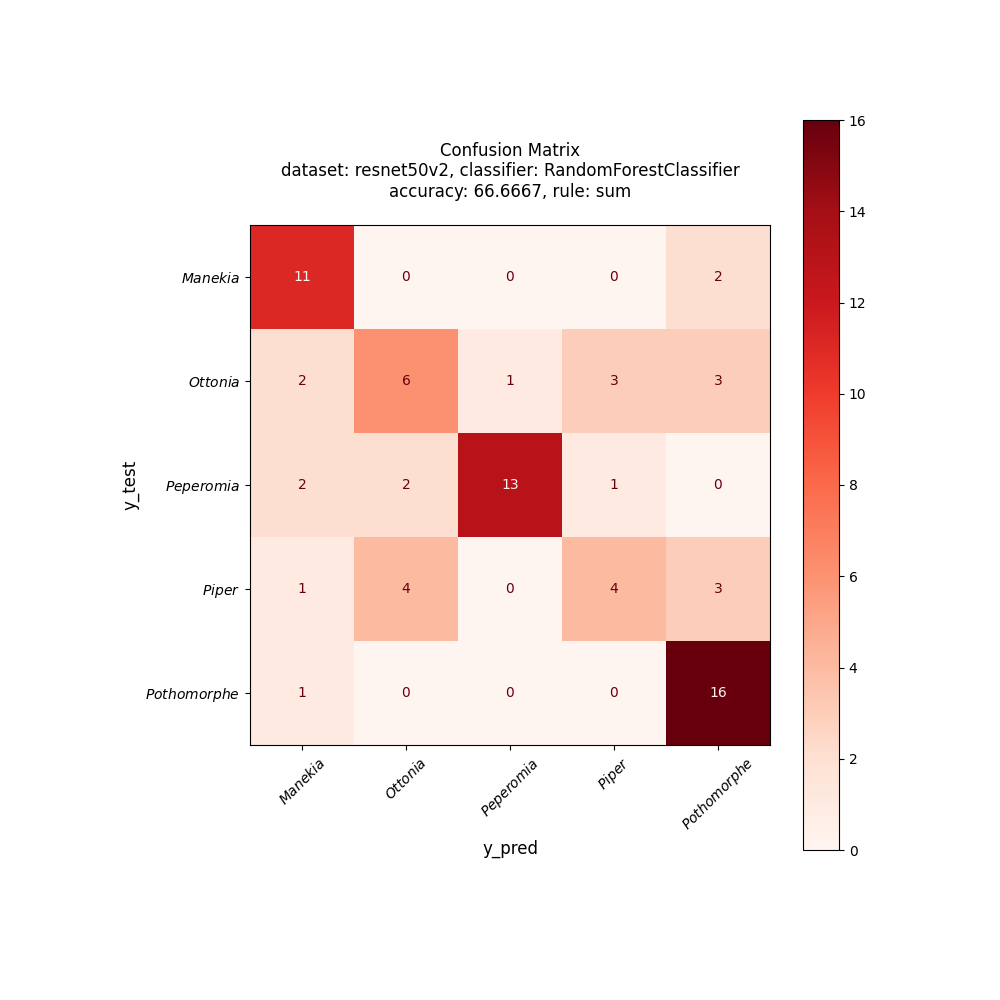 Confusion Matrix
dataset: resnet50v2, classifier: RandomForestClassifier
accuracy: 66.6667, rule: sum
Manekia 11 0 0 0 2
Ottonia 2 6 1 3 3
Peperomia 2 2 13 1 0
Piper 1 4 0 4 3
Pothomorphe 1 0 0 0 16
Manekia Ottonia Peperomia Piper Pothomorphe
y_pred
y_test
16
14
12
10
8
6
4
2
0